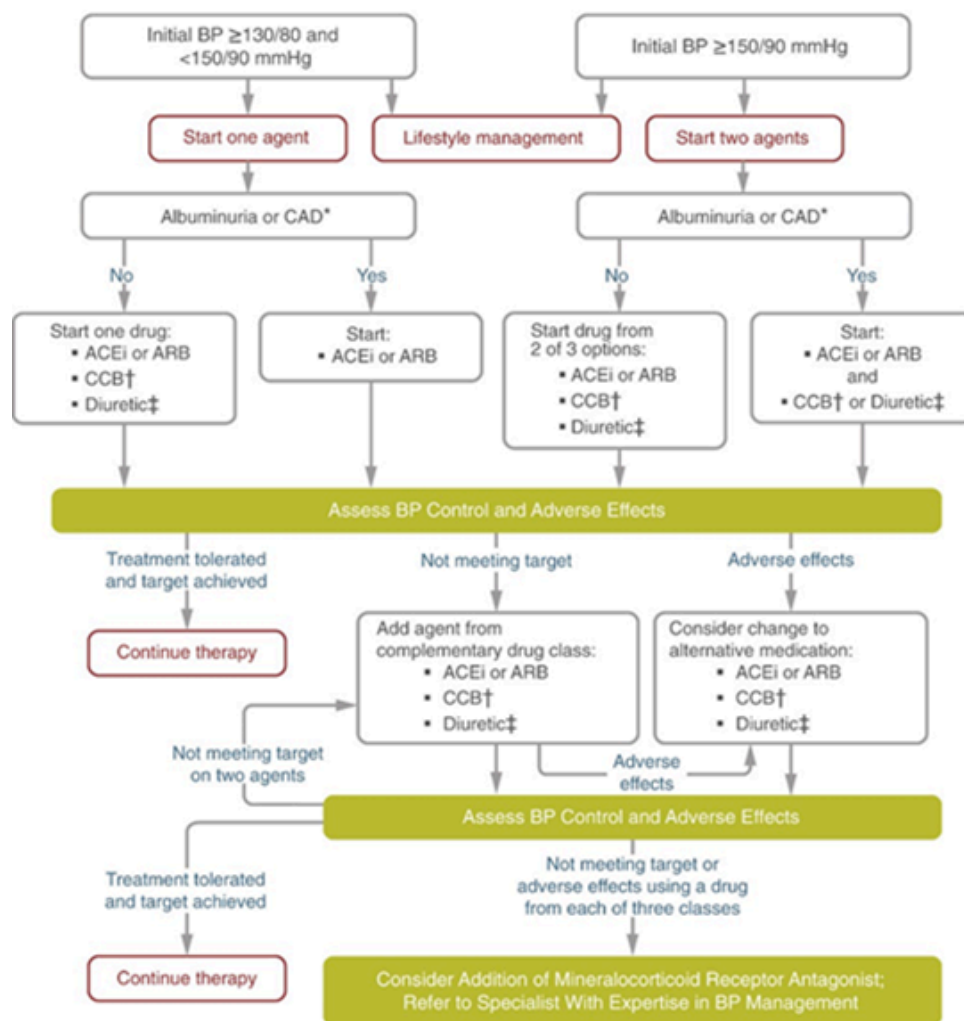 Initial BP ≥130/80 and
<150/90 mmHg
Initial BP ≥150/90 mmHg
Start one agent
Lifestyle management
Start two agents
Albuminuria or CAD*
Albuminuria or CAD*
No
Yes
No
Yes
Start one drug:
▪ ACEi or ARB
▪ CCB†
▪ Diuretic‡
Start:
▪ ACEi or ARB
Start drug from
2 of 3 options:
▪ ACEi or ARB
▪ CCB†
▪ Diuretic‡
Start:
▪ ACEi or ARB
and
▪ CCB† or Diuretic‡
Assess BP Control and Adverse Effects
Treatment tolerated
and target achieved
Not meeting target
Adverse effects
Continue therapy
Add agent from
complementary drug class:
▪ ACEi or ARB
▪ CCB†
▪ Diuretic‡
Consider change to
alternative medication:
▪ ACEi or ARB
▪ CCB†
▪ Diuretic‡
Not meeting target
on two agents
Adverse
effects
Assess BP Control and Adverse Effects
Treatment tolerated
and target achieved
Not meeting target or
adverse effects using a drug
from each of three classes
Continue therapy
Consider Addition of Mineralocorticoid Receptor Antagonist;
Refer to Specialist With Expertise in BP Management